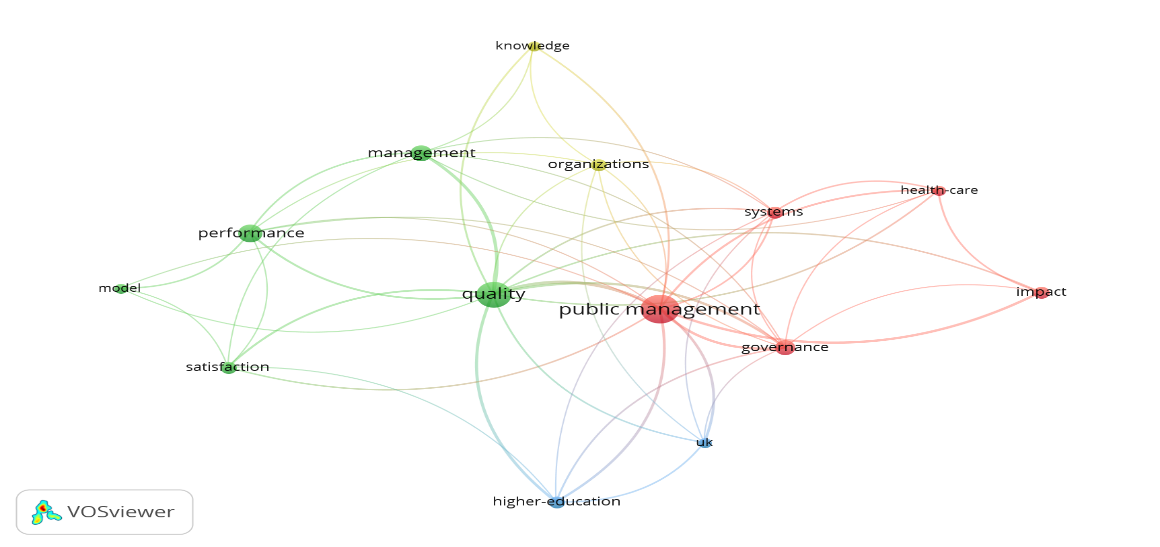 knowledge
management
organizations
health-care
systems
performance
model
quality
impact
public management
governance
satisfaction
uk
higher-education
VOSviewer